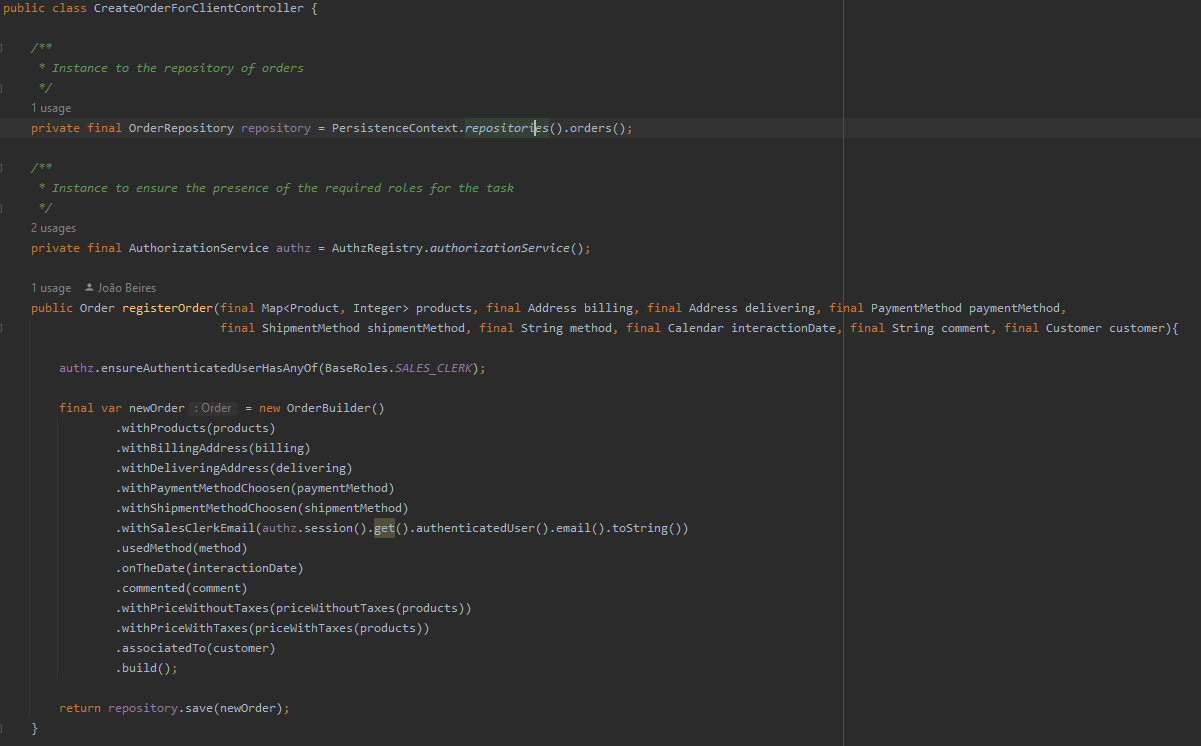 public class CreateOrderForClientController {
/**
* Instance to the repository of orders
*/
1 usage
private final OrderRepository repository = PersistenceContext.repositories().orders();
/**
* Instance to ensure the presence of the required roles for the task
*/
2 usages
private final AuthorizationService authz = AuthzRegistry.authorizationService();
1 usage João Beires
public Order registerOrder(final Map<Product, Integer> products, final Address billing, final Address delivering, final PaymentMethod paymentMethod,
final ShipmentMethod shipmentMethod, final String method, final Calendar interactionDate, final String comment, final Customer customer){
authz.ensureAuthenticatedUserHasAnyOf(BaseRoles.SALES_CLERK);
final var newOrder : Order = new OrderBuilder()
.withProducts(products)
.withBillingAddress(billing)
.withDeliveringAddress(delivering)
.withPaymentMethodChoosen(paymentMethod)
.withShipmentMethodChoosen(shipmentMethod)
.withSalesClerkEmail(authz.session().get().authenticatedUser().email().toString())
.usedMethod(method)
.onTheDate(interactionDate)
.commented(comment)
.withPriceWithoutTaxes(priceWithoutTaxes(products))
.withPriceWithTaxes(priceWithTaxes(products))
.associatedTo(customer)
.build();
return repository.save(newOrder);
}